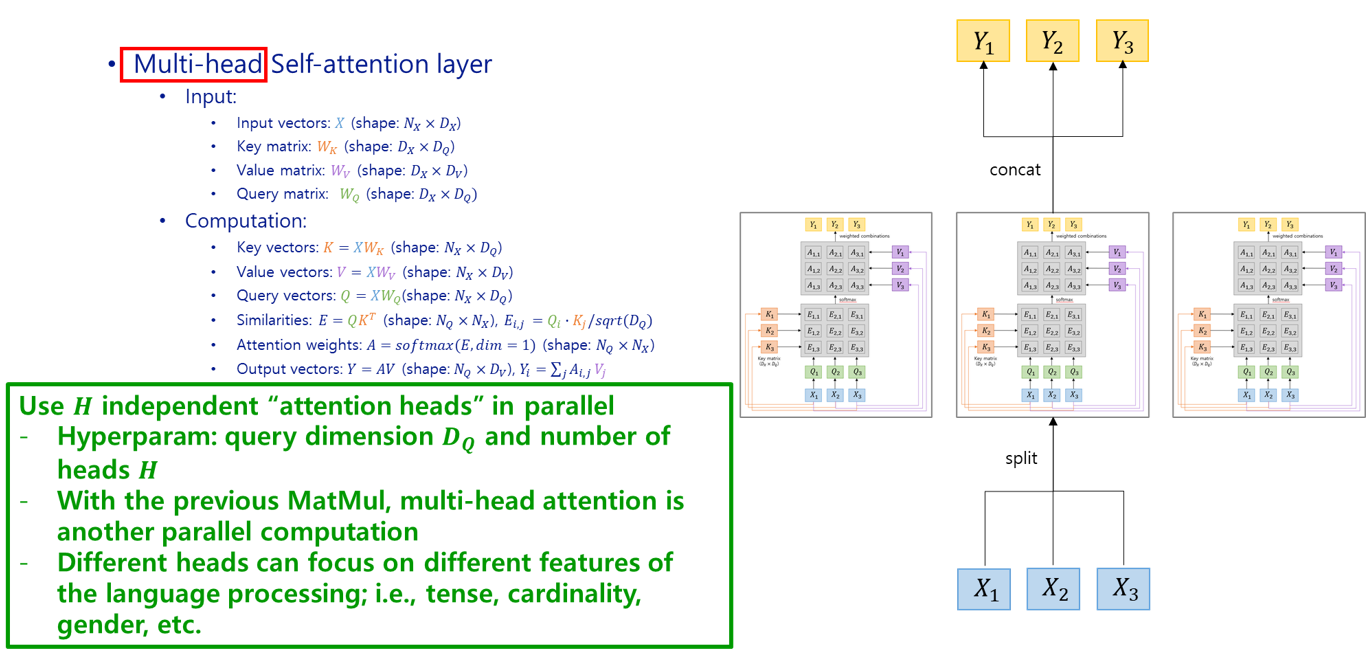 • Multi-head Self-attention layer
• Input:
• Input vectors: X (shape: N_X × D_X)
• Key matrix: W_K (shape: D_X × D_Q)
• Value matrix: W_V (shape: D_X × D_V)
• Query matrix: W_Q (shape: D_X × D_Q)
• Computation:
• Key vectors: K = XW_K (shape: N_X × D_Q)
• Value vectors: V = XW_V (shape: N_X × D_V)
• Query vectors: Q = XW_Q(shape: N_X × D_Q)
• Similarities: E = QK^T (shape: N_Q × N_X), E_{i,j} = Q_i · K_j/sqrt(D_Q)
• Attention weights: A = softmax(E, dim = 1) (shape: N_Q × N_X)
• Output vectors: Y = AV (shape: N_Q × D_V), Y_i = ∑_j A_{i,j} V_j
Use H independent “attention heads” in parallel
- Hyperparam: query dimension D_Q and number of
heads H
- With the previous MatMul, multi-head attention is
another parallel computation
- Different heads can focus on different features of
the language processing; i.e., tense, cardinality,
gender, etc.
Y_1 Y_2 Y_3
concat
Y_1 Y_2 Y_3
weighted combinations
A_{1,1} A_{2,1} A_{3,1} V_1
A_{1,2} A_{2,2} A_{3,2} V_2
A_{1,3} A_{2,3} A_{3,3} V_3
softmax
K_1 E_{1,1} E_{2,1} E_{3,1}
K_2 E_{1,2} E_{2,2} E_{3,2}
K_3 E_{1,3} E_{2,3} E_{3,3}
Key matrix
(D_X × D_Q)
Q_1 Q_2 Q_3
X_1 X_2 X_3
Y_1 Y_2 Y_3
weighted combinations
A_{1,1} A_{2,1} A_{3,1} V_1
A_{1,2} A_{2,2} A_{3,2} V_2
A_{1,3} A_{2,3} A_{3,3} V_3
softmax
K_1 E_{1,1} E_{2,1} E_{3,1}
K_2 E_{1,2} E_{2,2} E_{3,2}
K_3 E_{1,3} E_{2,3} E_{3,3}
Key matrix
(D_X × D_Q)
Q_1 Q_2 Q_3
X_1 X_2 X_3
Y_1 Y_2 Y_3
weighted combinations
A_{1,1} A_{2,1} A_{3,1} V_1
A_{1,2} A_{2,2} A_{3,2} V_2
A_{1,3} A_{2,3} A_{3,3} V_3
softmax
K_1 E_{1,1} E_{2,1} E_{3,1}
K_2 E_{1,2} E_{2,2} E_{3,2}
K_3 E_{1,3} E_{2,3} E_{3,3}
Key matrix
(D_X × D_Q)
Q_1 Q_2 Q_3
X_1 X_2 X_3
split
X_1 X_2 X_3